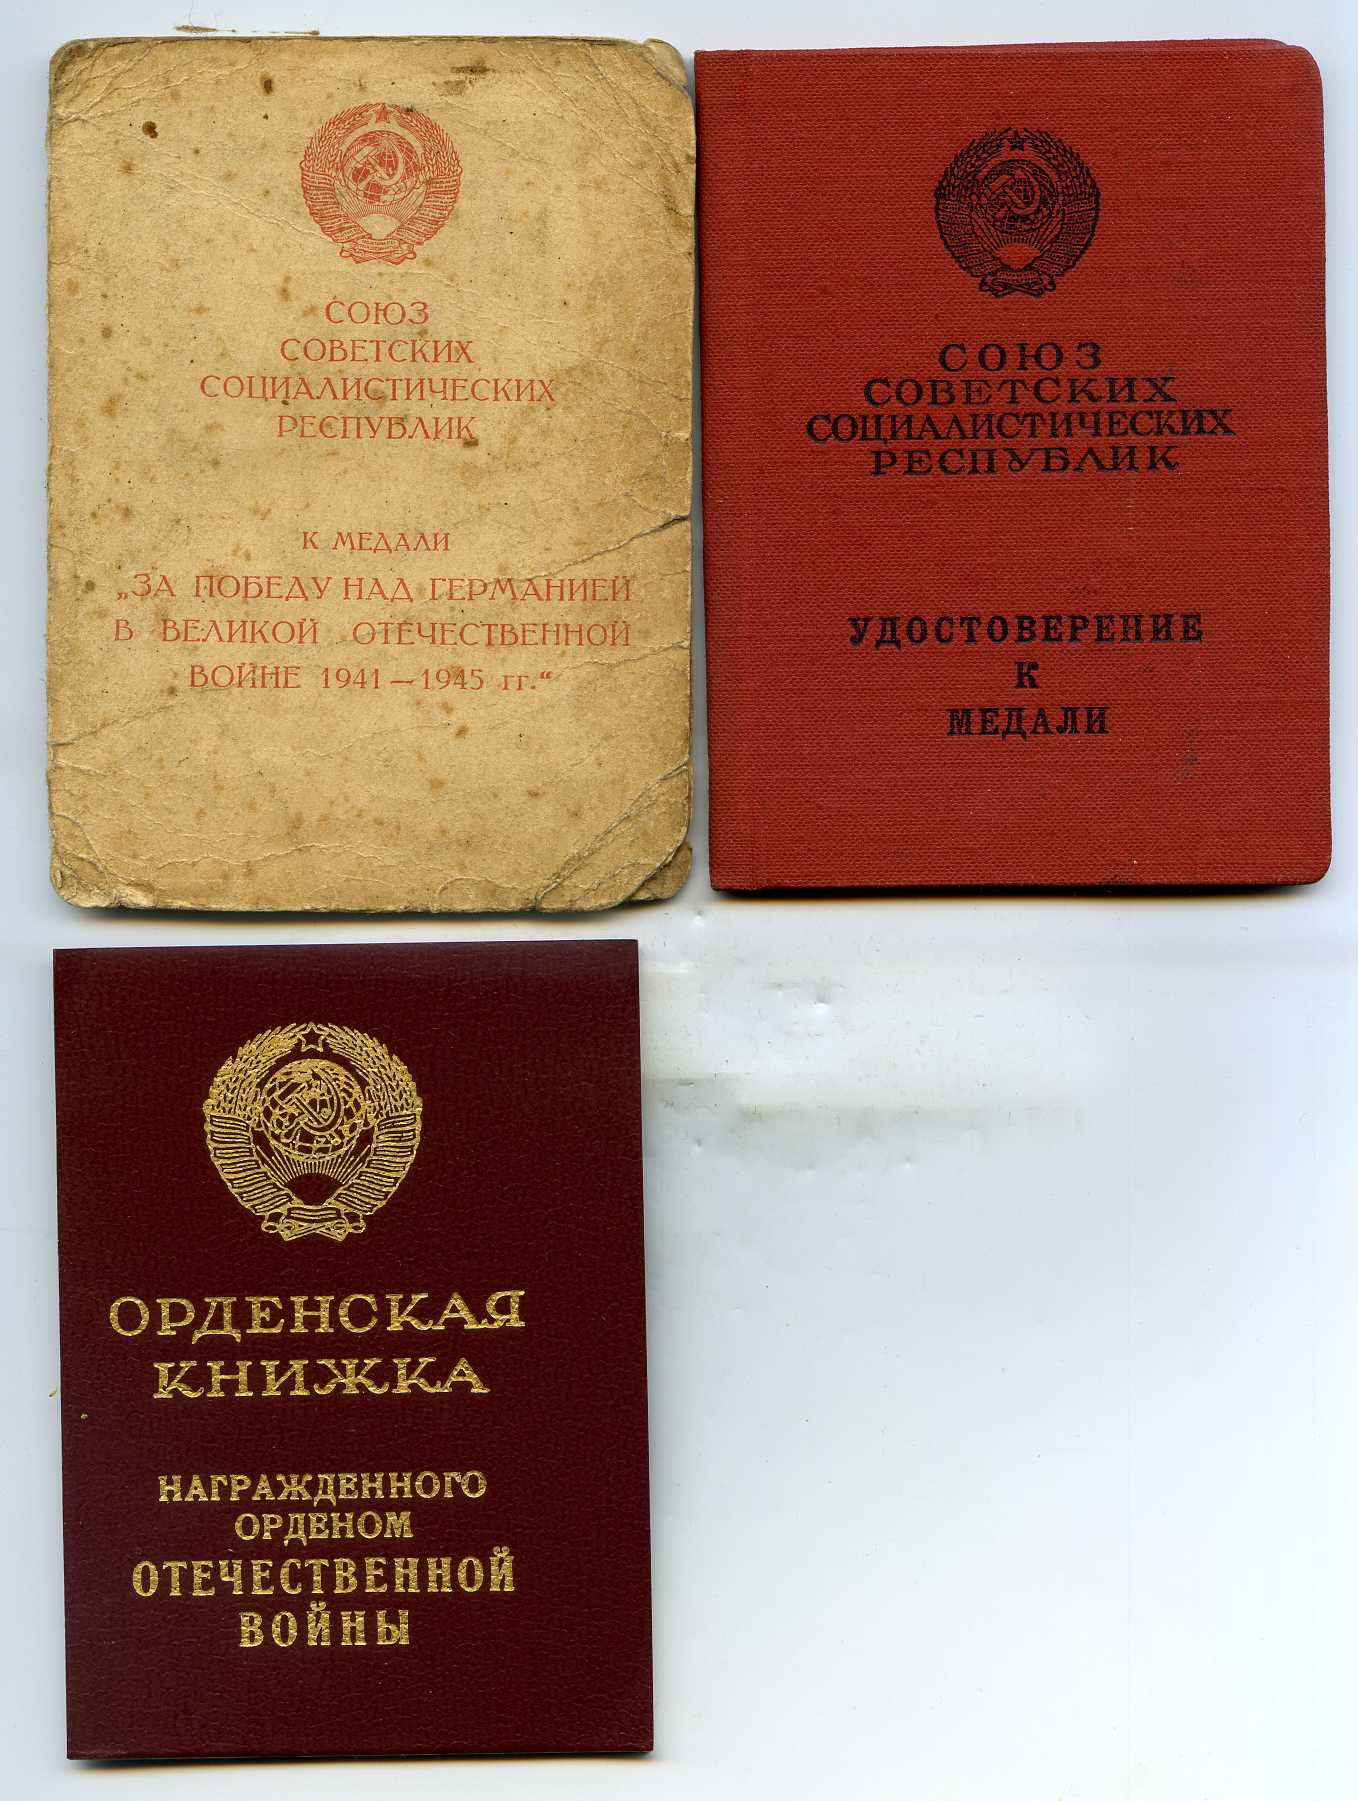 СОЮЗ
СОВЕТСКИХ
СОЦИАЛИСТИЧЕСКИХ
РЕСПУБЛИК
К МЕДАЛИ
„ЗА ПОБЕДУ НАД ГЕРМАНИЕЙ
В ВЕЛИКОЙ ОТЕЧЕСТВЕННОЙ
ВОЙНЕ 1941 — 1945 гг.“
СОЮЗ
СОВЕТСКИХ
СОЦИАЛИСТИЧЕСКИХ
РЕСПУБЛИК
УДОСТОВЕРЕНИЕ
К
МЕДАЛИ
ОРДЕНСКАЯ
КНИЖКА
НАГРАЖДЕННОГО
ОРДЕНОМ
ОТЕЧЕСТВЕННОЙ
ВОЙНЫ